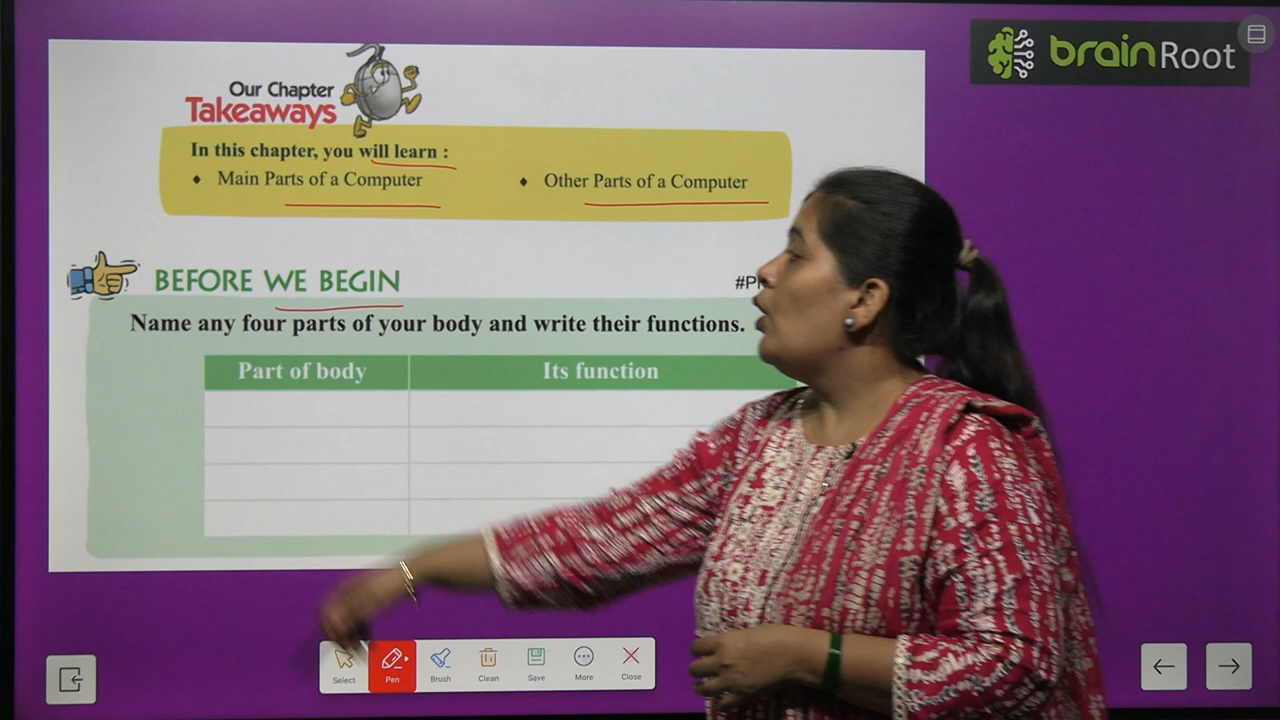 brainRoot
Our Chapter
Takeaways
In this chapter, you will learn :
♦ Main Parts of a Computer
♦ Other Parts of a Computer
BEFORE WE BEGIN
Name any four parts of your body and write their functions.
Part of body
Its function
Select
Pen
Brush
Clean
Save
More
Close